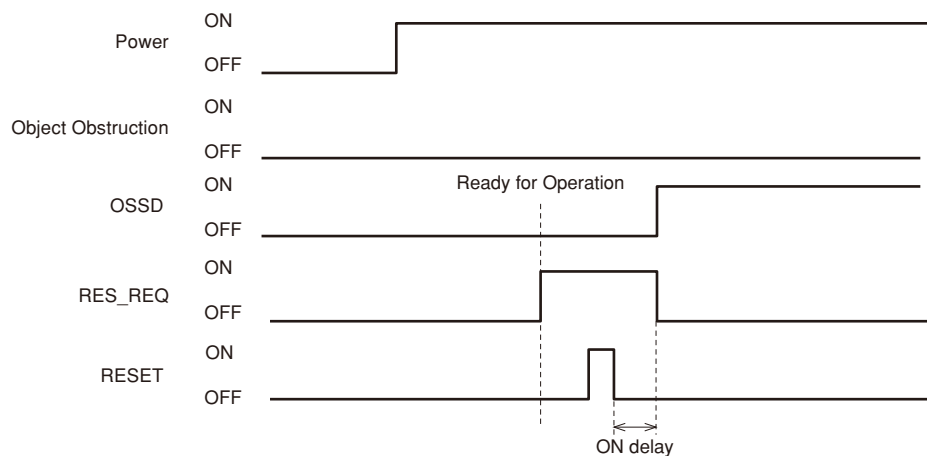 ON
Power
OFF
ON
Object Obstruction
OFF
ON
Ready for Operation
OSSD
OFF
ON
RES_REQ
OFF
ON
RESET
OFF
ON delay